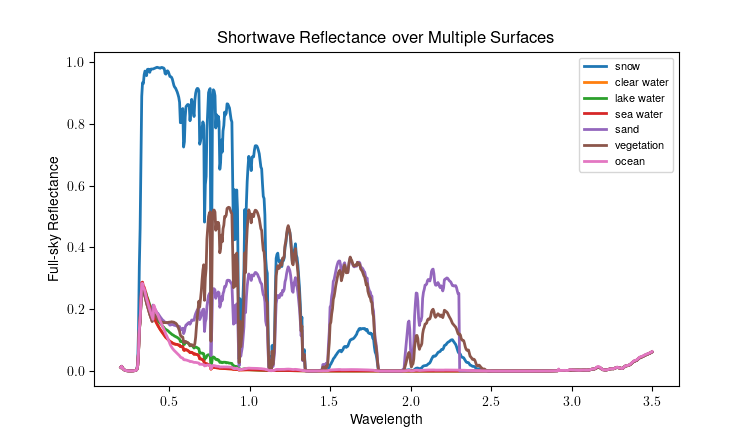 Shortwave Reflectance over Multiple Surfaces
Full-sky Reflectance
1.0
0.8
0.6
0.4
0.2
0.0
snow
clear water
lake water
sea water
sand
vegetation
ocean
0.5 1.0 1.5 2.0 2.5 3.0 3.5
Wavelength